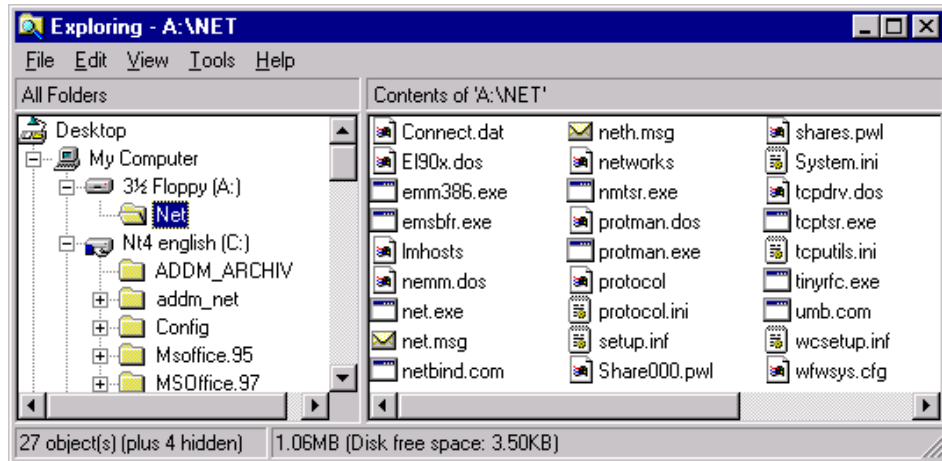 Exploring - A:\NET
File Edit View Tools Help
All Folders
Contents of 'A:\NET'
Desktop
My Computer
3½ Floppy (A:)
Net
Nt4 english (C:)
ADDM_ARCHIV
addm_net
Config
Msoffice.95
MSOffice.97
Connect.dat
El90x.dos
emm386.exe
emsbfr.exe
lmhosts
nemm.dos
net.exe
net.msg
netbind.com
neth.msg
networks
nmtsr.exe
protman.dos
protman.exe
protocol
protocol.ini
setup.inf
Share000.pwl
shares.pwl
System.ini
tcpdrv.dos
tcptsr.exe
tcputils.ini
tinyrfc.exe
umb.com
wcsetup.inf
wfwsys.cfg
27 object(s) (plus 4 hidden)
1.06MB (Disk free space: 3.50KB)